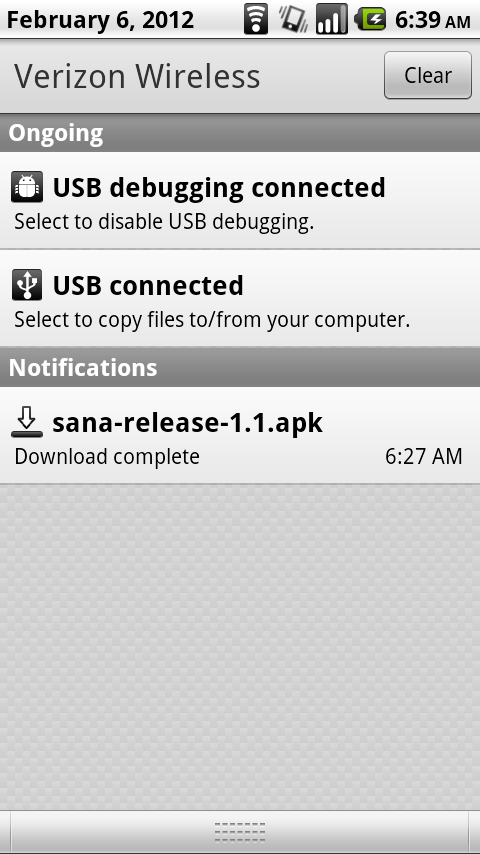 February 6, 2012 6:39 AM
Verizon Wireless Clear
Ongoing
USB debugging connected
Select to disable USB debugging.
USB connected
Select to copy files to/from your computer.
Notifications
sana-release-1.1.apk
Download complete 6:27 AM